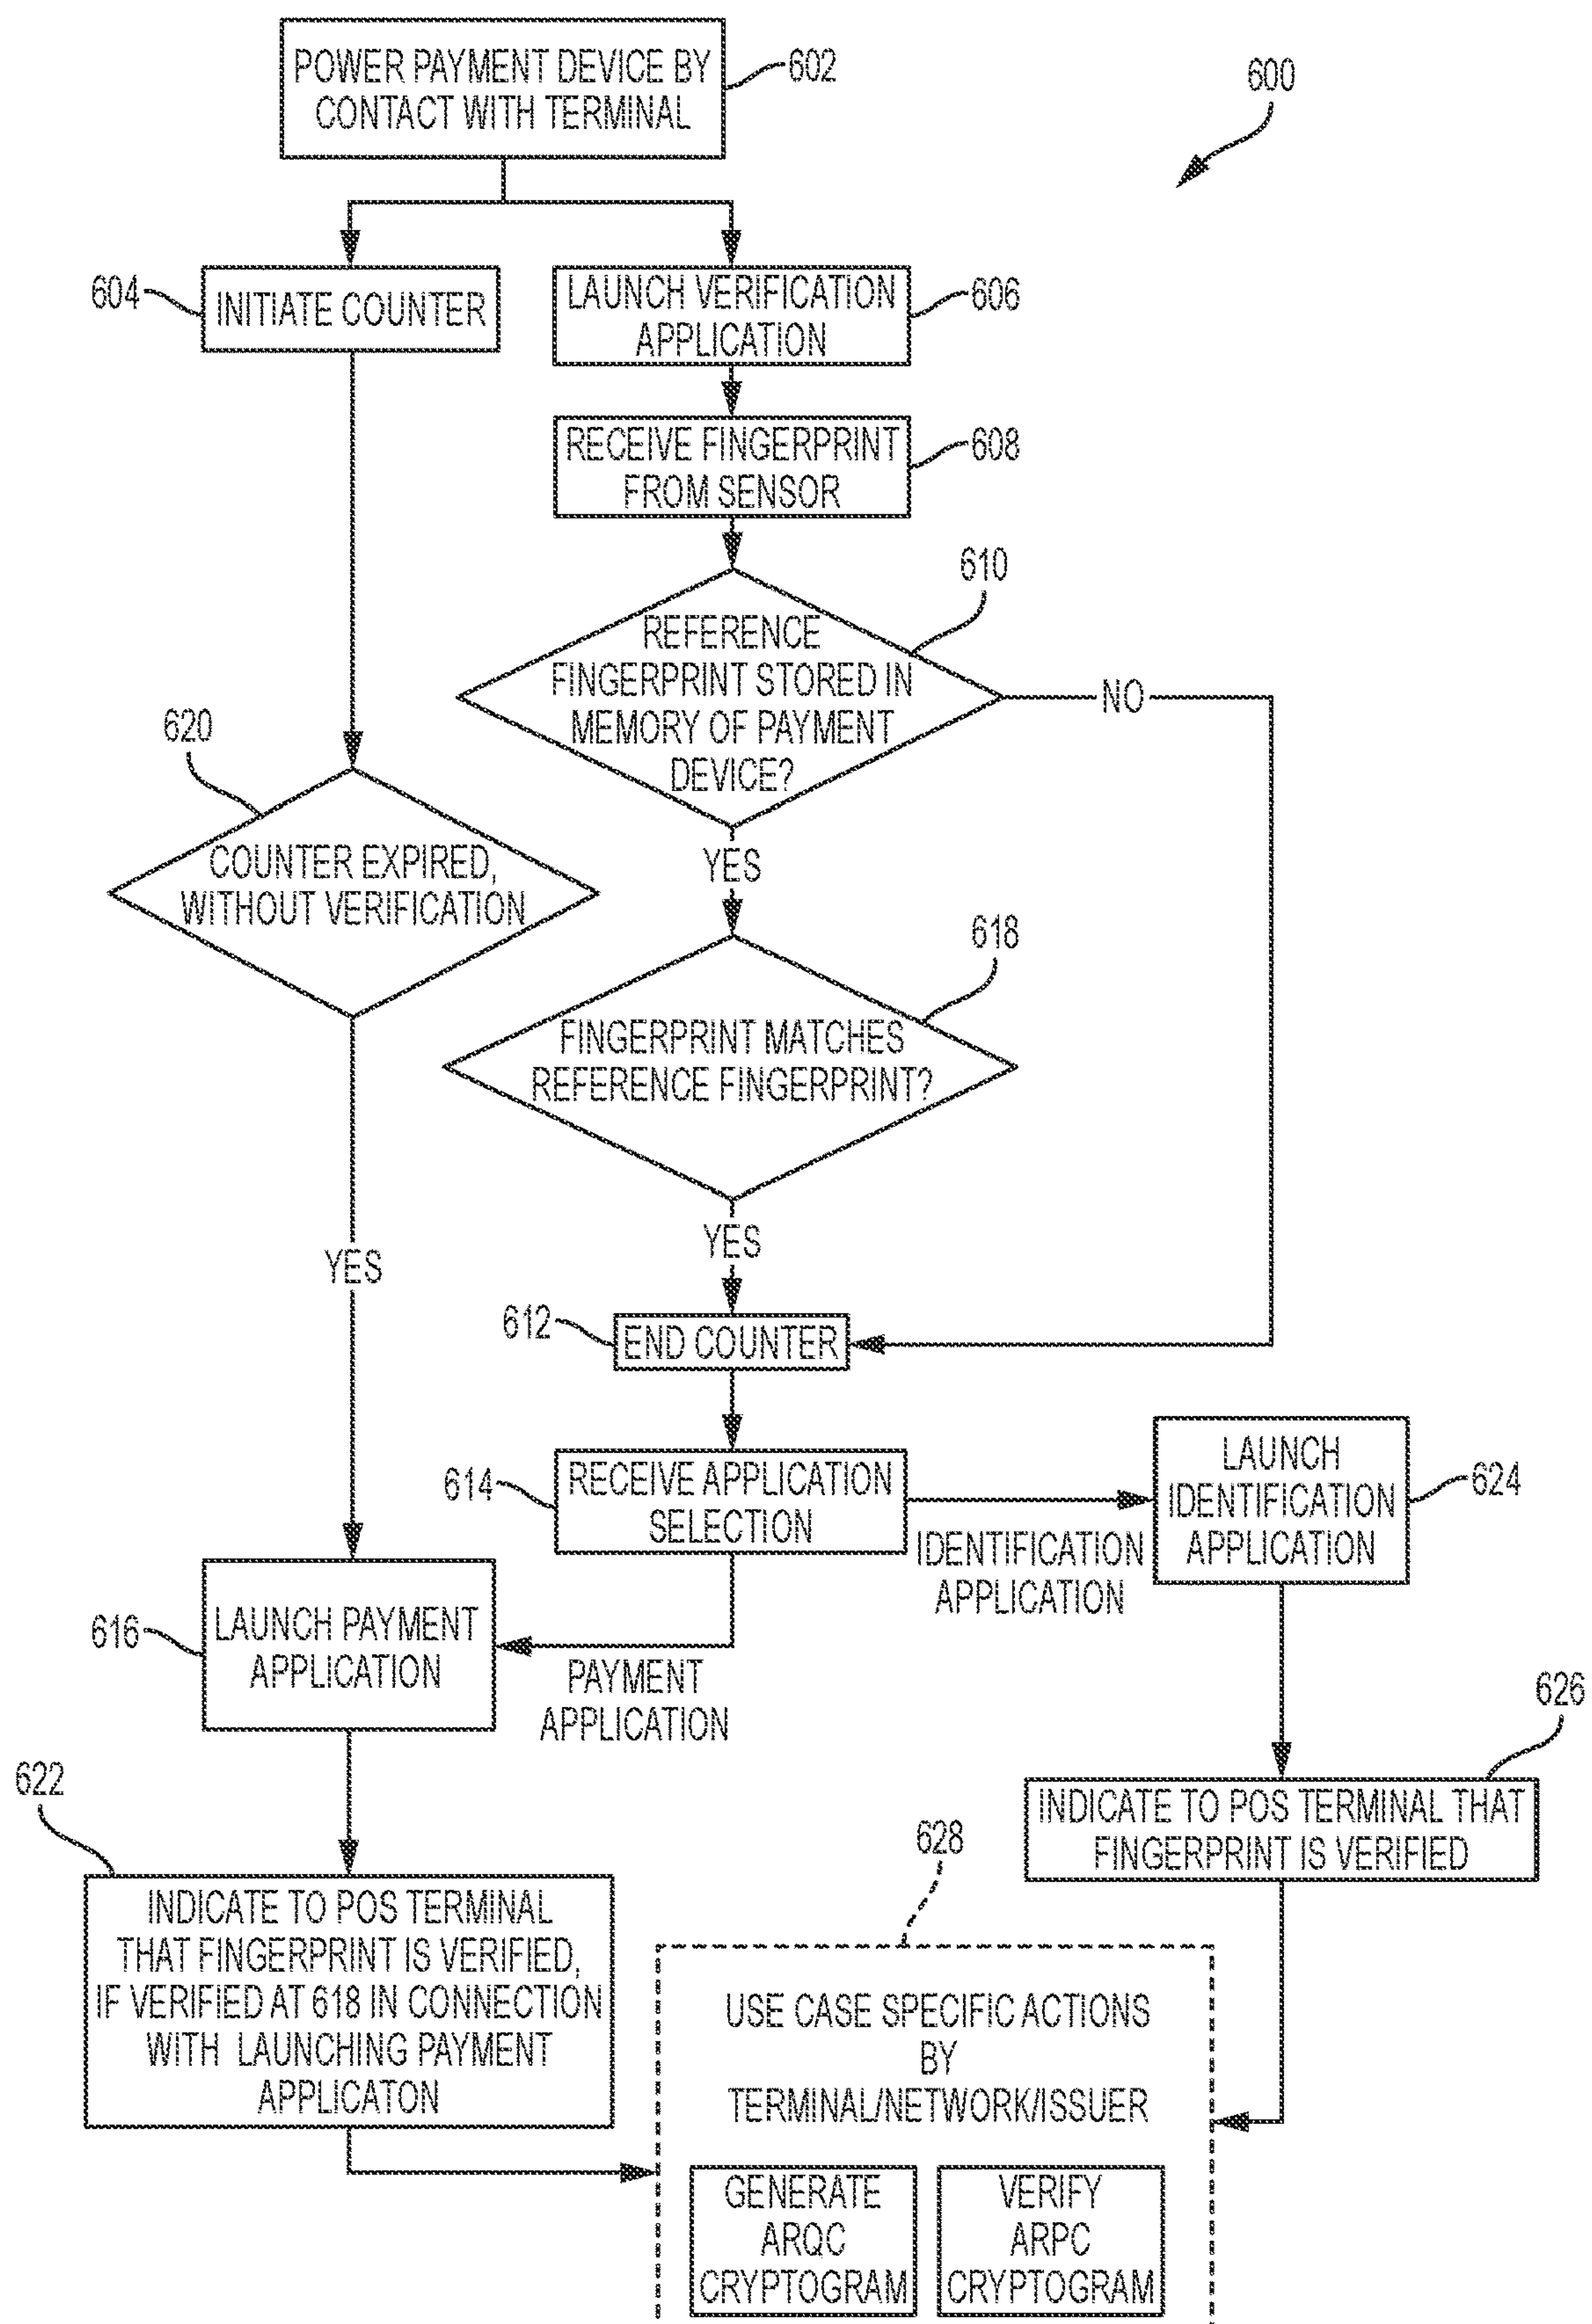 POWER PAYMENT DEVICE BY
CONTACT WITH TERMINAL
602
600
604
INITIATE COUNTER
LAUNCH VERIFICATION
APPLICATION
606
RECEIVE FINGERPRINT
FROM SENSOR
608
610
REFERENCE
FINGERPRINT STORED IN
MEMORY OF PAYMENT
DEVICE?
NO
YES
620
COUNTER EXPIRED,
WITHOUT VERIFICATION
618
FINGERPRINT MATCHES
REFERENCE FINGERPRINT?
YES
YES
612
END COUNTER
614
RECEIVE APPLICATION
SELECTION
IDENTIFICATION
APPLICATION
LAUNCH
IDENTIFICATION
APPLICATION
624
616
LAUNCH PAYMENT
APPLICATION
PAYMENT
APPLICATION
626
INDICATE TO POS TERMINAL THAT
FINGERPRINT IS VERIFIED
622
INDICATE TO POS TERMINAL
THAT FINGERPRINT IS VERIFIED,
IF VERIFIED AT 618 IN CONNECTION
WITH LAUNCHING PAYMENT
APPLICATON
628
USE CASE SPECIFIC ACTIONS
BY
TERMINAL/NETWORK/ISSUER
GENERATE
ARQC
CRYPTOGRAM
VERIFY
ARPC
CRYPTOGRAM